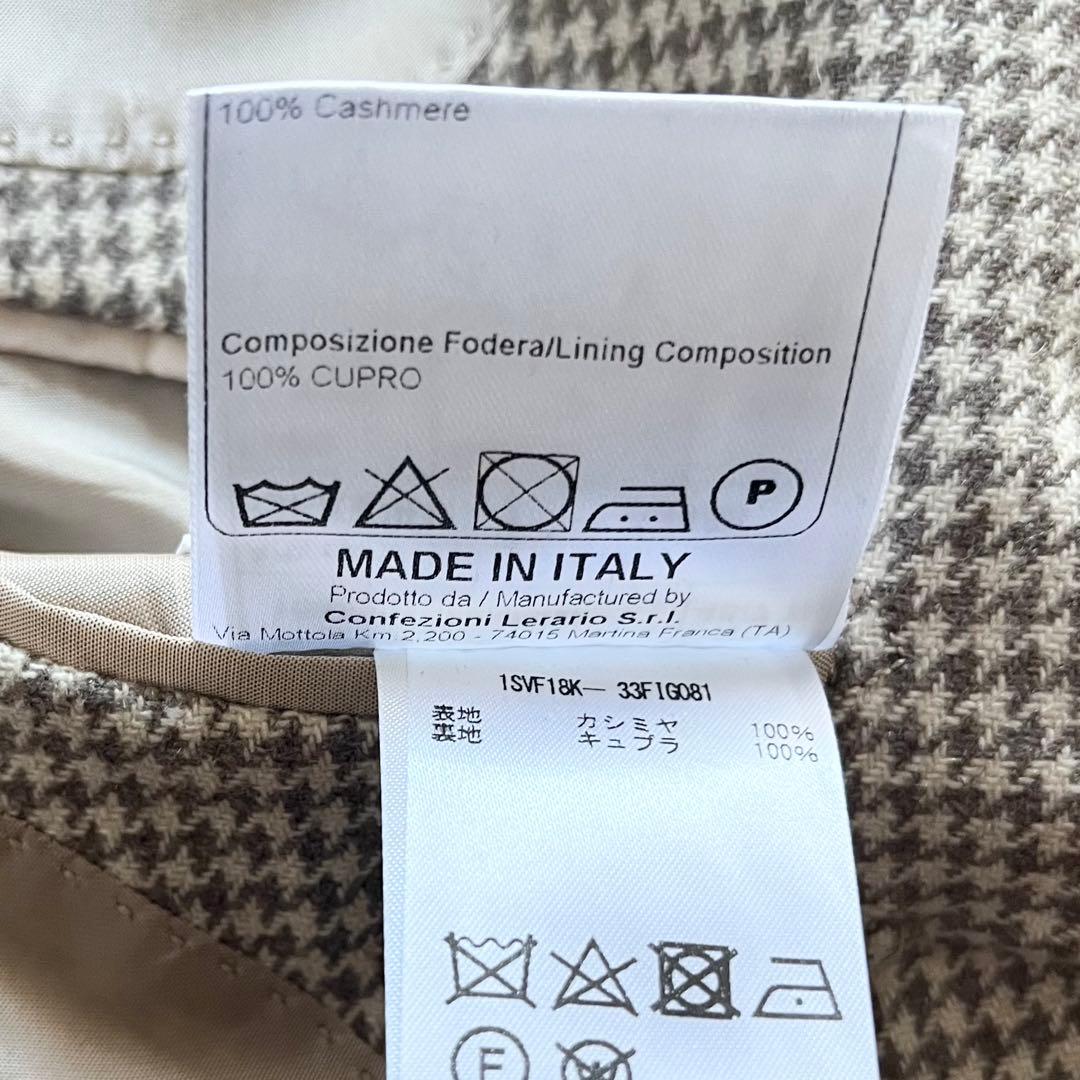 100% Cashmere
Composizione Fodera/Lining Composition
100% CUPRO
P
MADE IN ITALY
Prodotto da / Manufactured by
Confezioni Lerario S.r.l.
Via Mottola Km 2,200 - 74015 Martina Franca (TA)
1SVF18K― 33FIG081
表地 カシミヤ 100%
裏地 キュプラ 100%
F
W